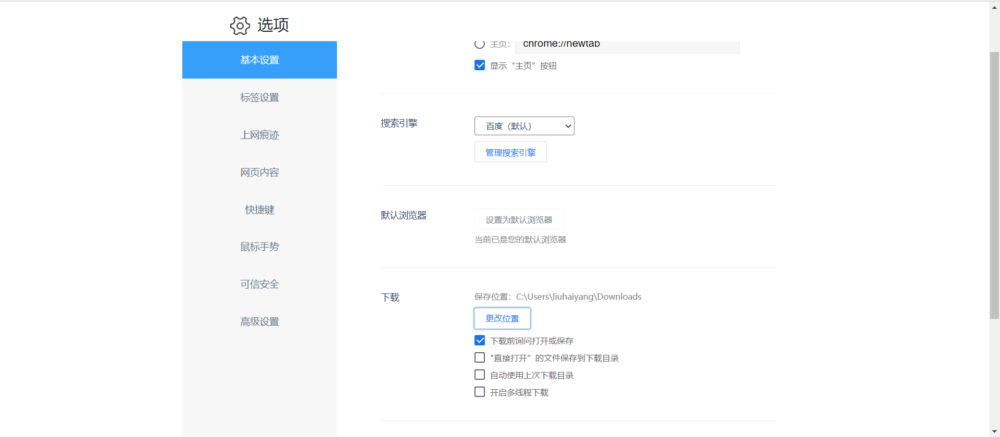 选项
基本设置
标签设置
上网痕迹
网页内容
快捷键
鼠标手势
可信安全
高级设置
主页： chrome://newtab
显示“主页”按钮
搜索引擎 百度（默认）
管理搜索引擎
默认浏览器 设置为默认浏览器
当前已是您的默认浏览器
下载 保存位置：C:\Users\liuhaiyang\Downloads
更改位置
下载前询问打开或保存
"直接打开”的文件保存到下载目录
自动使用上次下载目录
开启多线程下载